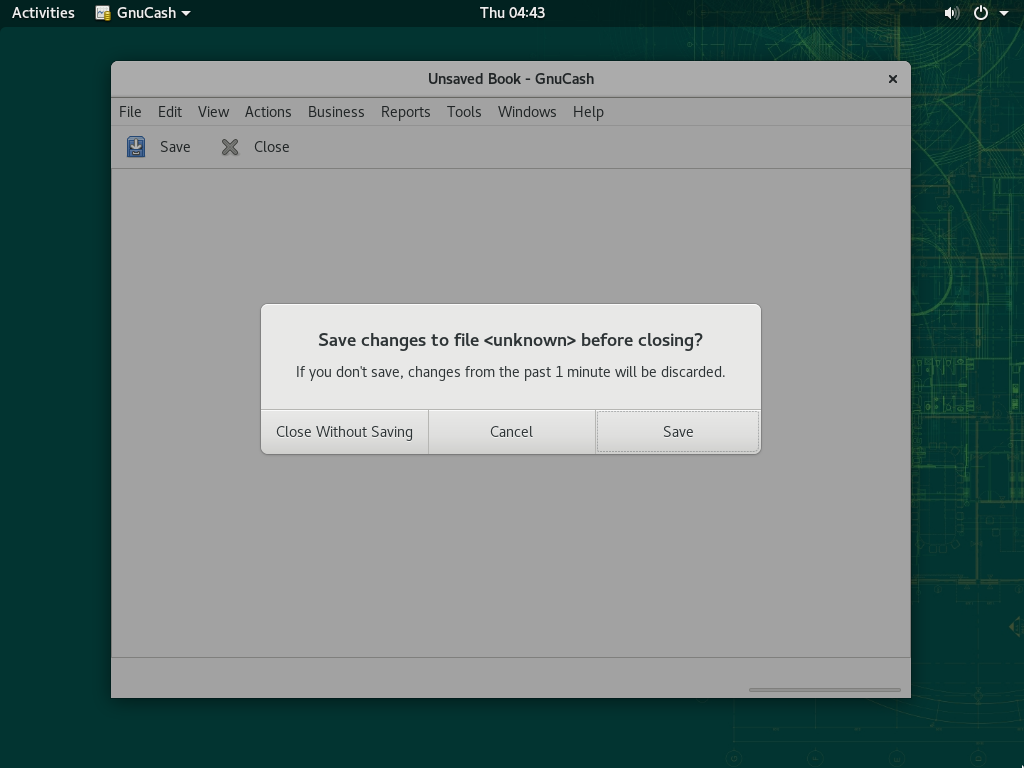 Activities GnuCash Thu 04:43
Unsaved Book - GnuCash
File Edit View Actions Business Reports Tools Windows Help
Save Close
Save changes to file <unknown> before closing?
If you don't save, changes from the past 1 minute will be discarded.
Close Without Saving Cancel Save